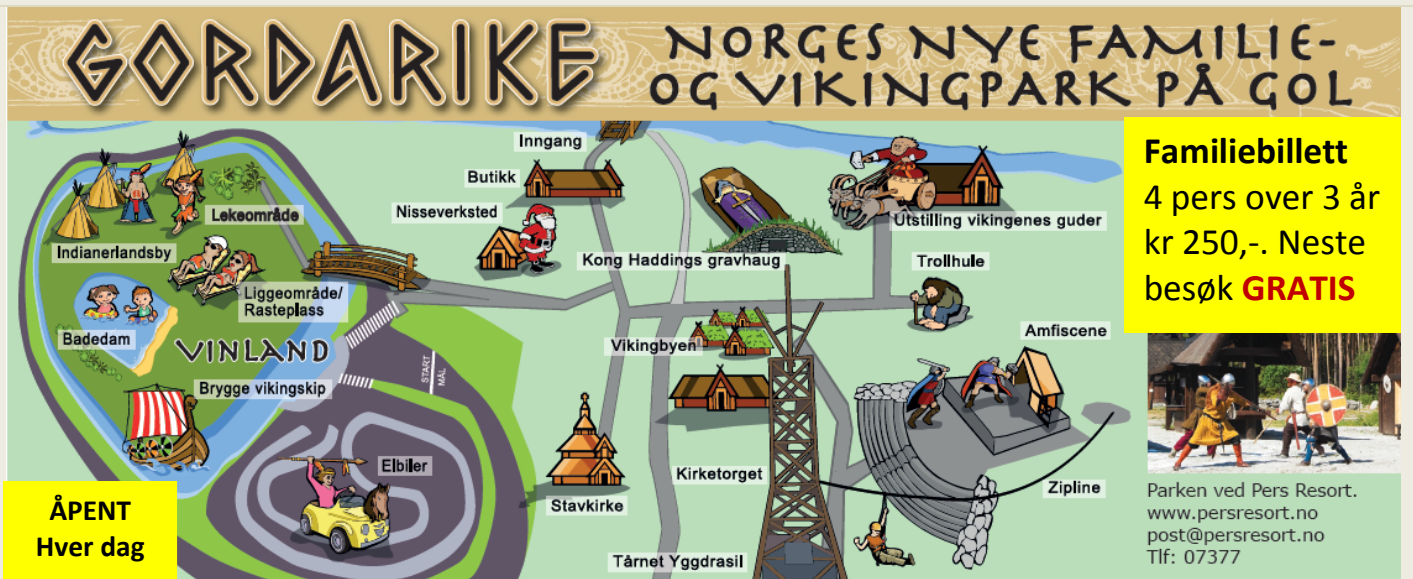 GORDARIKE
NORGES NYE FAMILIE-
OG VIKINGPARK PÅ GOL
Familiebillett
4 pers over 3 år
kr 250,-. Neste
besøk GRATIS
Inngang
Butikk
Nisseverksted
Kong Haddings gravhaug
Utstilling vikingenes guder
Trollhule
Lekeområde
Indianerlandsby
Liggeområde/
Rasteplass
Badedam
VINLAND
Brygge vikingskip
START
MÅL
Vikingbyen
Amfiscene
Elbiler
Stavkirke
Kirketorget
Zipline
Tårnet Yggdrasil
ÅPENT
Hver dag
Parken ved Pers Resort.
www.persresort.no
post@persresort.no
Tlf: 07377